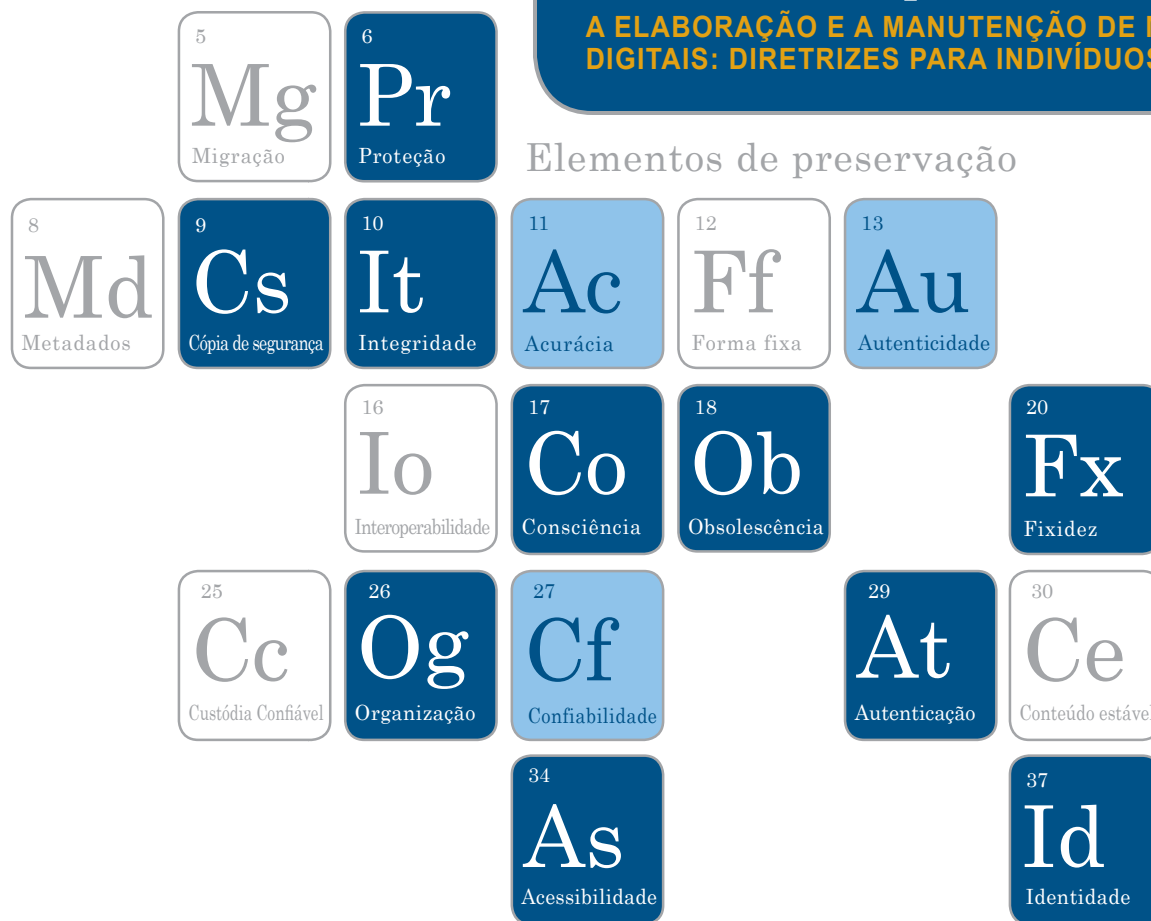 A ELABORAÇÃO E A MANUTENÇÃO DE
DIGITAIS: DIRETRIZES PARA INDIVÍDUOS
Elementos de preservação
5
Mg
Migração
6
Pr
Proteção
8
Md
Metadados
9
Cs
Cópia de segurança
10
It
Integridade
11
Ac
Acurácia
12
Ff
Forma fixa
13
Au
Autenticidade
16
Io
Interoperabilidade
17
Co
Consciência
18
Ob
Obsolescência
20
Fx
Fixidez
25
Cc
Custódia Confiável
26
Og
Organização
27
Cf
Confiabilidade
29
At
Autenticação
30
Ce
Conteúdo estável
34
As
Acessibilidade
37
Id
Identidade